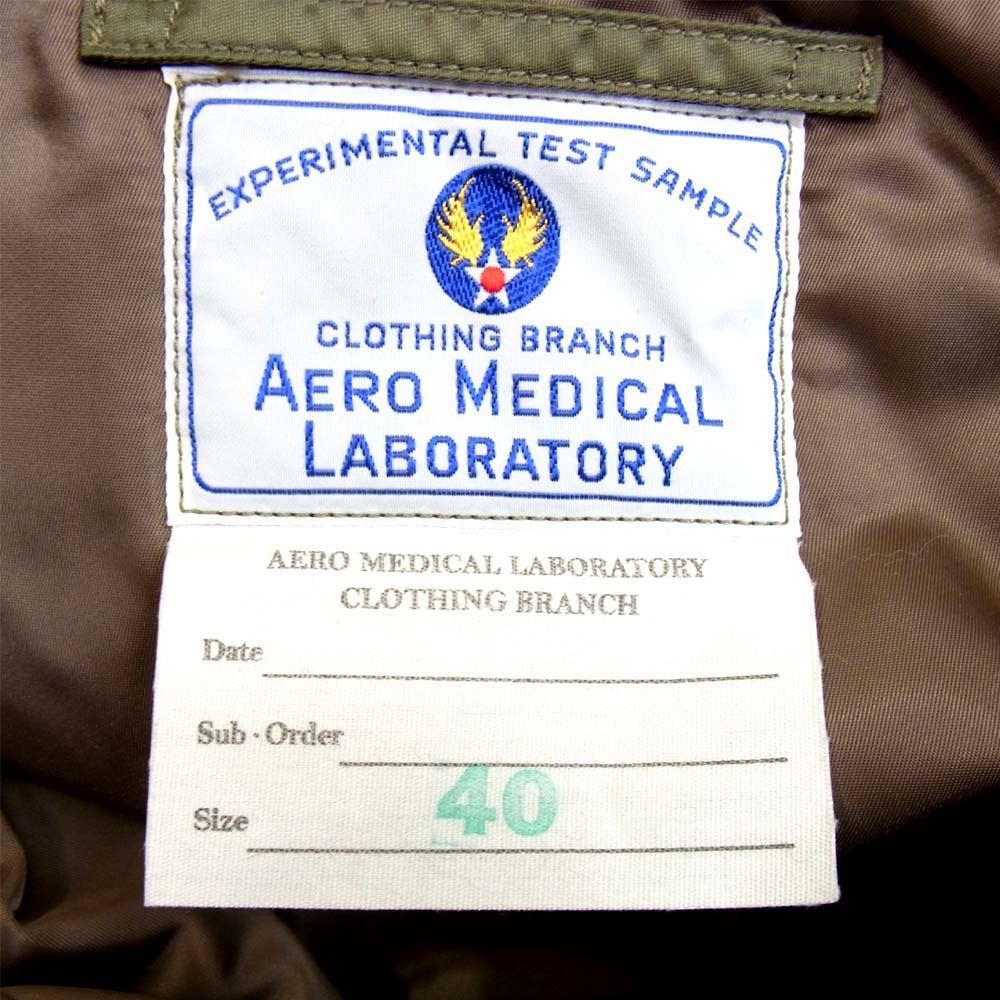 EXPERIMENTAL TEST SAMPLE
CLOTHING BRANCH
AERO MEDICAL
LABORATORY
AERO MEDICAL LABORATORY
CLOTHING BRANCH
Date
Sub·Order
Size 40